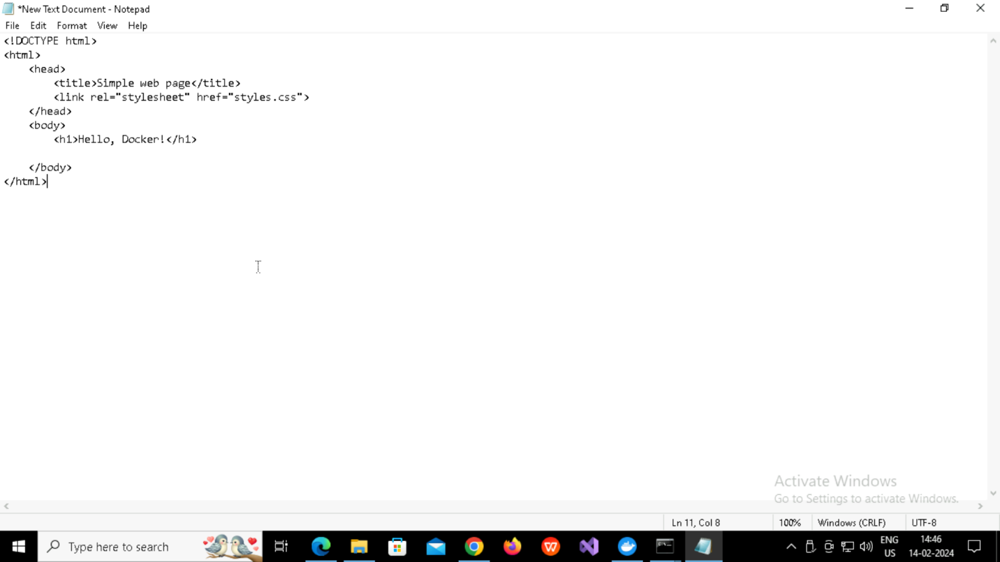 *New Text Document - Notepad
File Edit Format View Help
<!DOCTYPE html>
<html>
    <head>
        <title>Simple web page</title>
        <link rel="stylesheet" href="styles.css">
    </head>
    <body>
        <h1>Hello, Docker!</h1>

    </body>
</html>
Activate Windows
Go to Settings to activate Windows.
Ln 11, Col 8 100% Windows (CRLF) UTF-8
Type here to search W ENG 14:46
US 14-02-2024